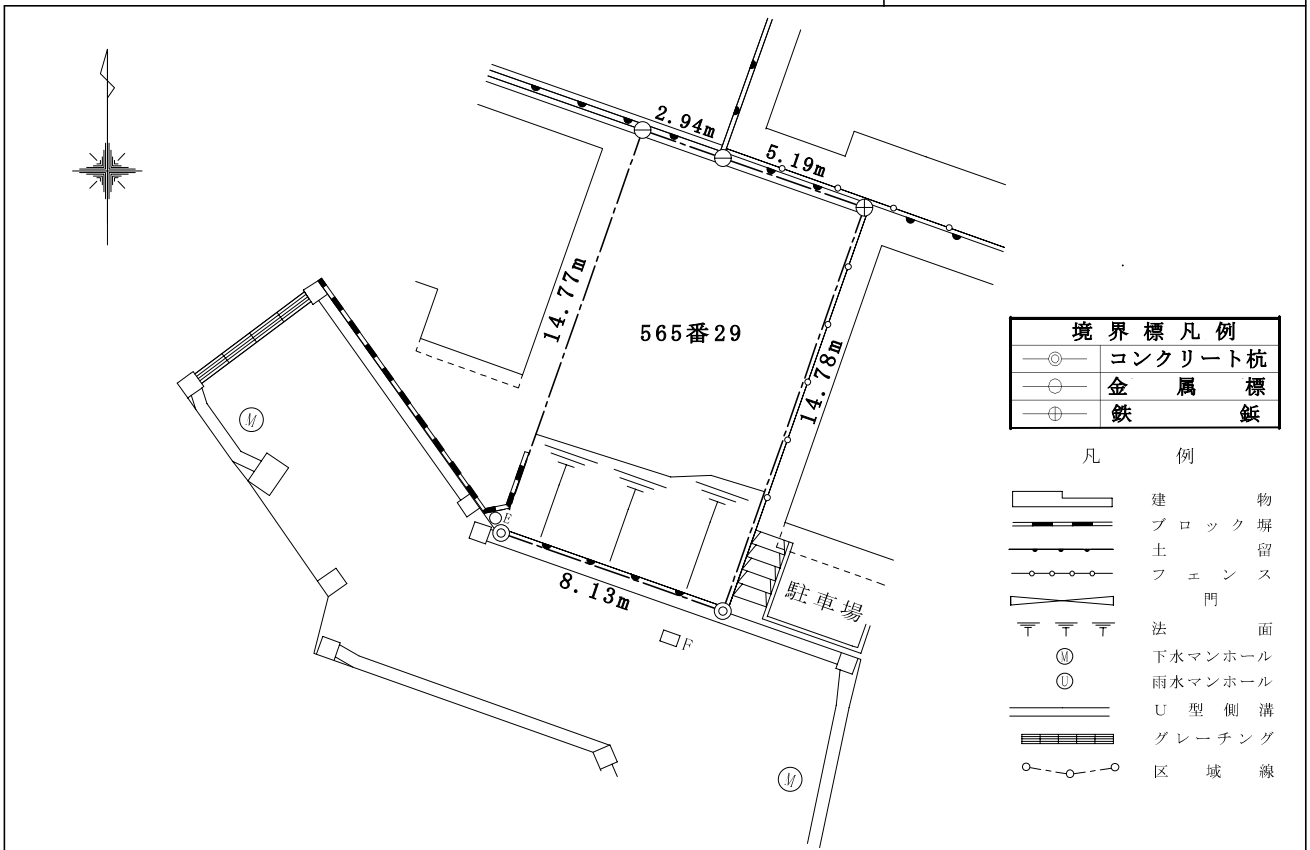 2.94m
5.19m
14.77m
565番29
14.78m
8.13m
駐車場
E
F
M
M
境界標凡例
コンクリート杭
金属標
鉄鋲
凡例
建物
ブロック塀
土留
フェンス
門
法面
M 下水マンホール
U 雨水マンホール
U型側溝
グレーチング
区域線